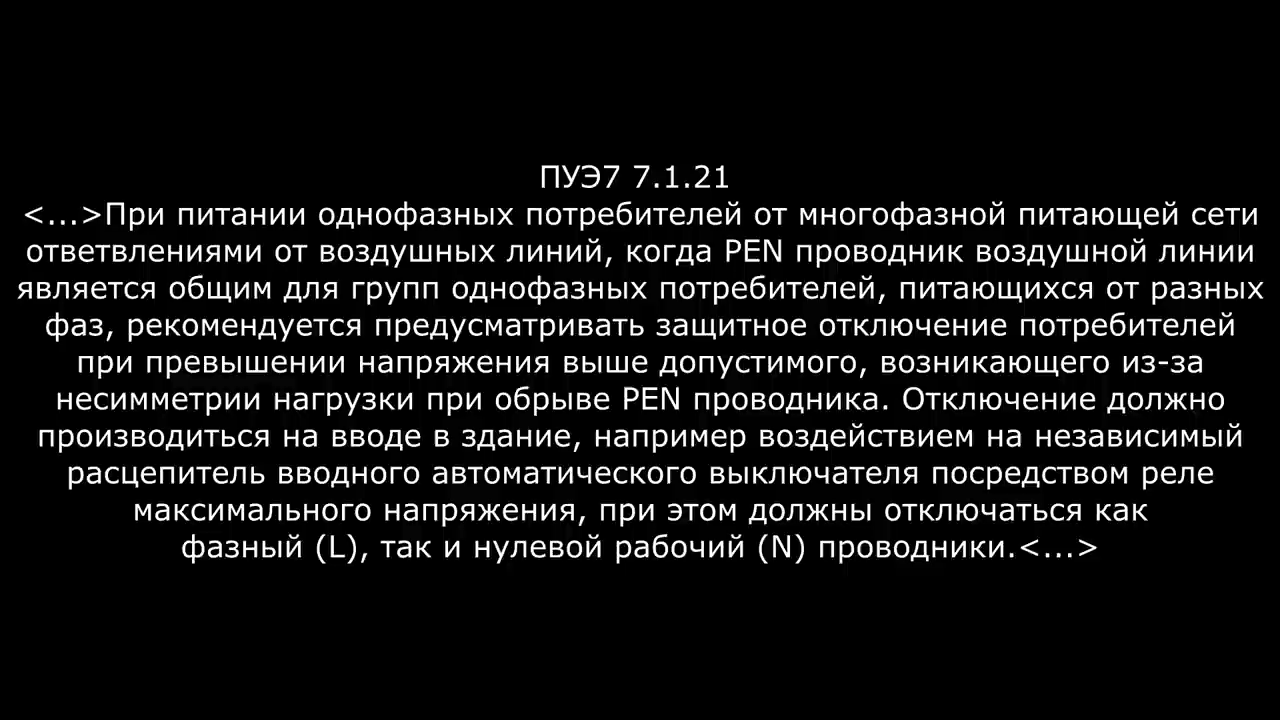 ПУЭ7 7.1.21
<...>При питании однофазных потребителей от многофазной питающей сети
ответвлениями от воздушных линий, когда PEN проводник воздушной линии
является общим для групп однофазных потребителей, питающихся от разных
фаз, рекомендуется предусматривать защитное отключение потребителей
при превышении напряжения выше допустимого, возникающего из-за
несимметрии нагрузки при обрыве PEN проводника. Отключение должно
производиться на вводе в здание, например воздействием на независимый
расцепитель вводного автоматического выключателя посредством реле
максимального напряжения, при этом должны отключаться как
фазный (L), так и нулевой рабочий (N) проводники.<...>